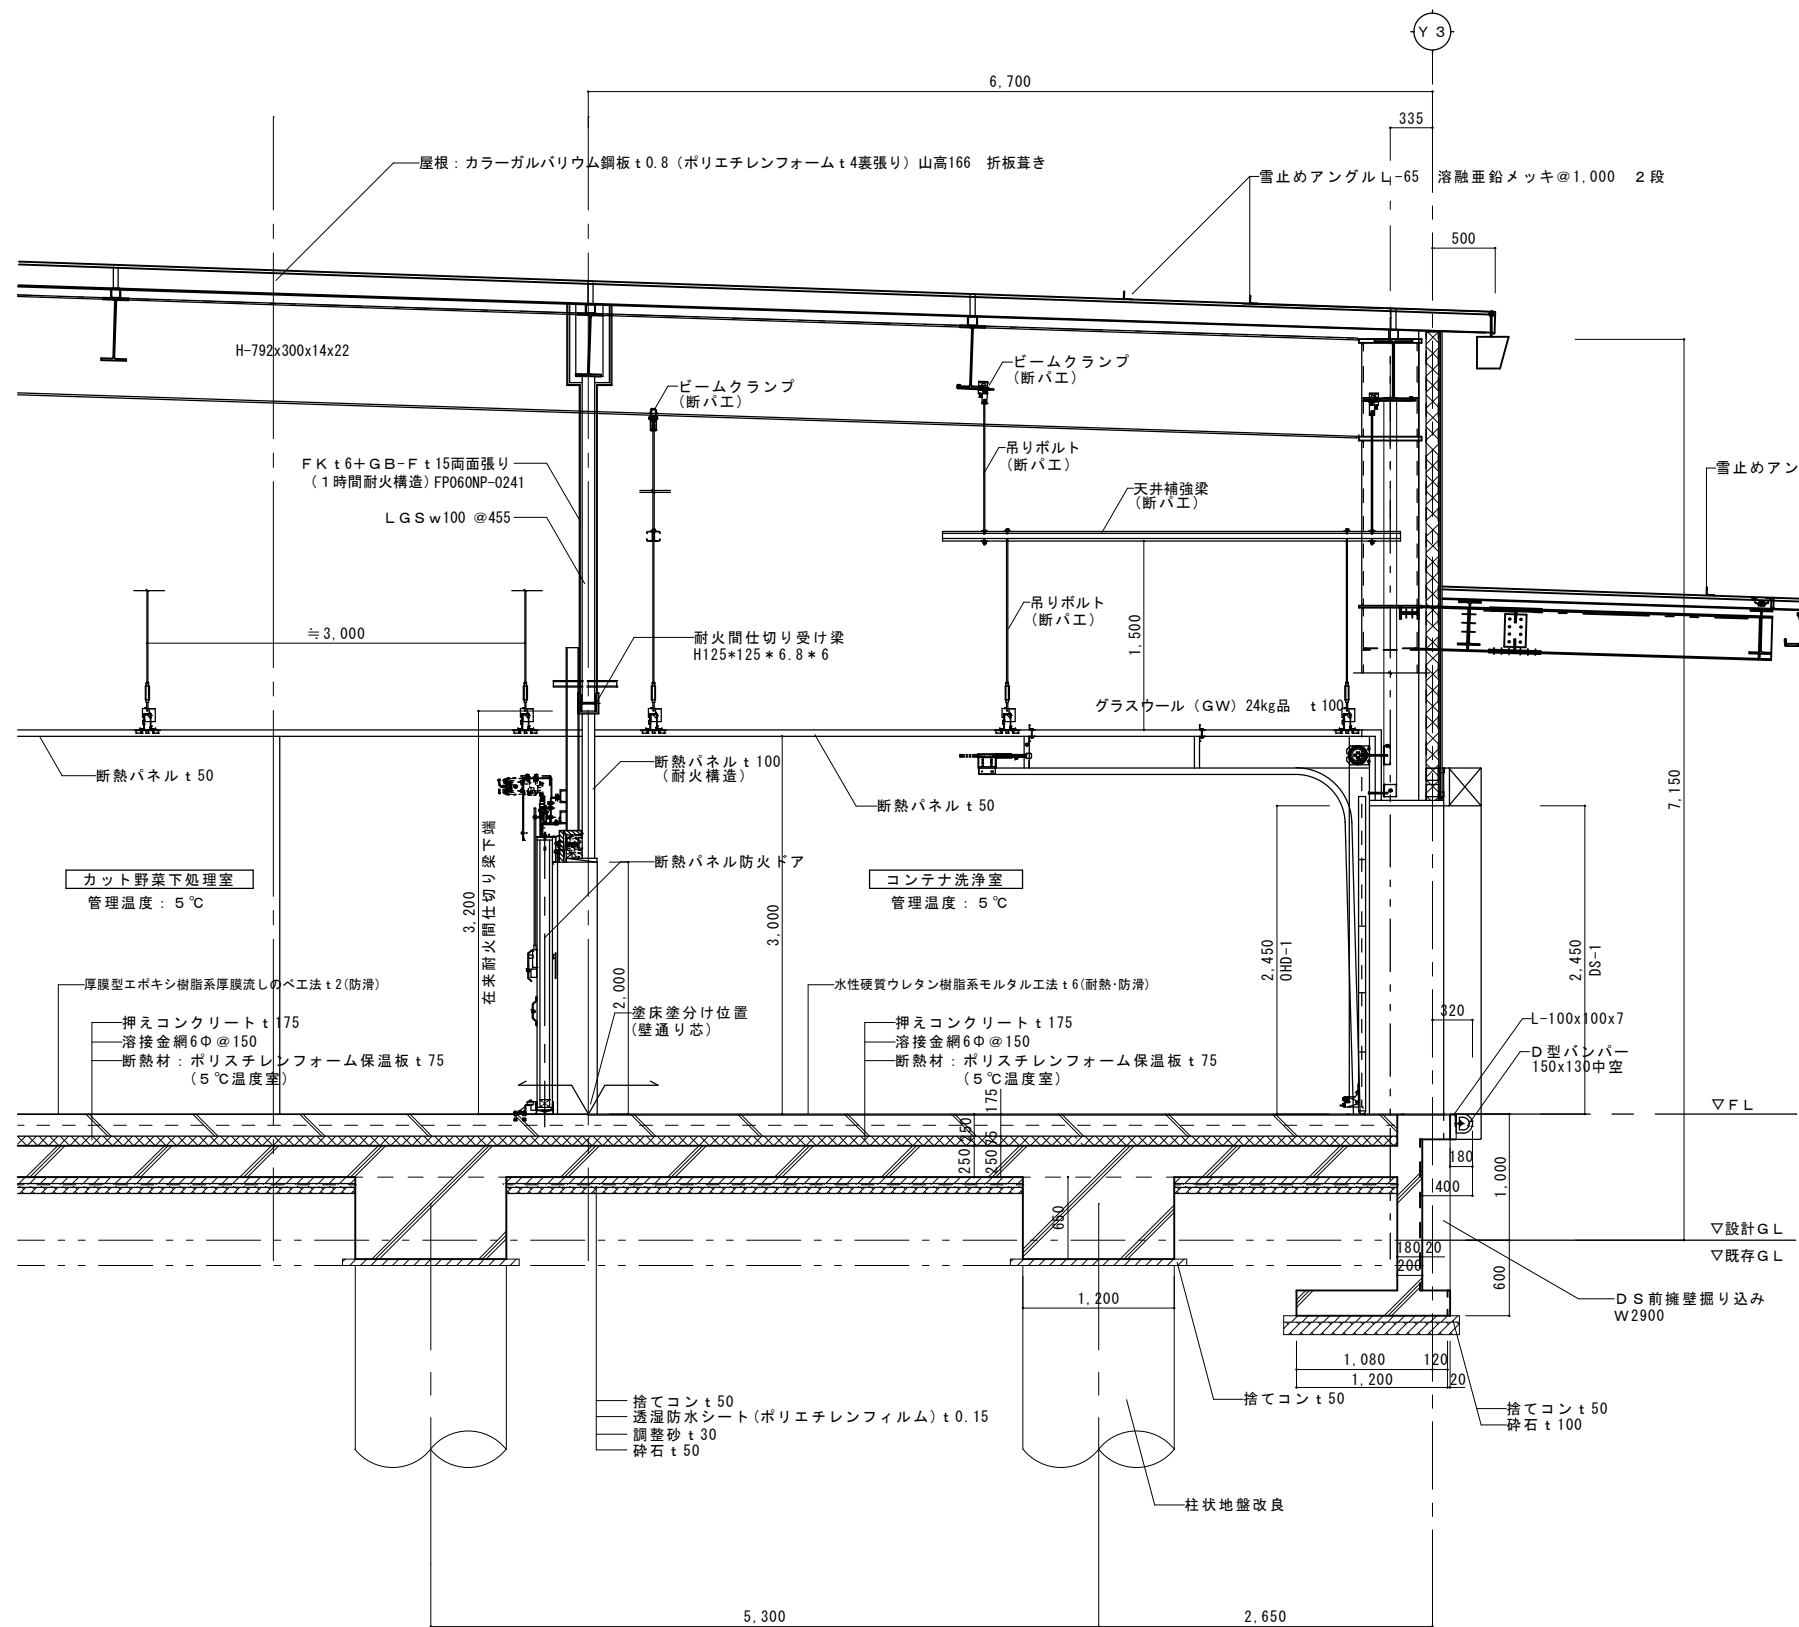 Y 3
6,700
335
屋根：カラーガルバリウム鋼板ｔ0.8（ポリエチレンフォームｔ4裏張り）山高166　折板葺き
雪止めアングルＬ-65　溶融亜鉛メッキ@1,000　２段
500
H-792x300x14x22
ビームクランプ
(断パ工)
ビームクランプ
(断パ工)
ＦＫｔ6＋ＧＢ-Ｆｔ15両面張り
（１時間耐火構造）FP060NP-0241
ＬＧＳｗ100 @455
吊りボルト
(断パ工)
天井補強梁
(断パ工)
雪止めアン
≒3,000
耐火間仕切り受け梁
H125*125＊6.8＊6
吊りボルト
(断パ工)
1,500
グラスウール（ＧＷ）24kg品　ｔ100
断熱パネルｔ50
断熱パネルｔ100
（耐火構造）
断熱パネルｔ50
7,150
在来耐火間仕切り梁下端
3,200
断熱パネル防火ドア
カット野菜下処理室
管理温度：５℃
コンテナ洗浄室
管理温度：５℃
3,000
2,000
2,450
OHD-1
2,450
DS-1
厚膜型エポキシ樹脂系厚膜流しのべ工法ｔ2(防滑)
水性硬質ウレタン樹脂系モルタル工法ｔ6(耐熱･防滑)
押えコンクリートｔ175
溶接金網6Φ@150
断熱材：ポリスチレンフォーム保温板ｔ75
（５℃温度室）
塗床塗分け位置
(壁通り芯)
押えコンクリートｔ175
溶接金網6Φ@150
断熱材：ポリスチレンフォーム保温板ｔ75
（５℃温度室）
320
L-100x100x7
Ｄ型バンパー
150x130中空
▽ＦＬ
175
250
250
75
250
180
400
1,000
650
▽設計ＧＬ
180
20
▽既存ＧＬ
200
600
1,200
ＤＳ前擁壁掘り込み
Ｗ2900
1,080
120
1,200
20
捨てコンｔ50
透湿防水シート(ポリエチレンフィルム)ｔ0.15
調整砂ｔ30
砕石ｔ50
捨てコンｔ50
捨てコンｔ50
砕石ｔ100
柱状地盤改良
5,300
2,650